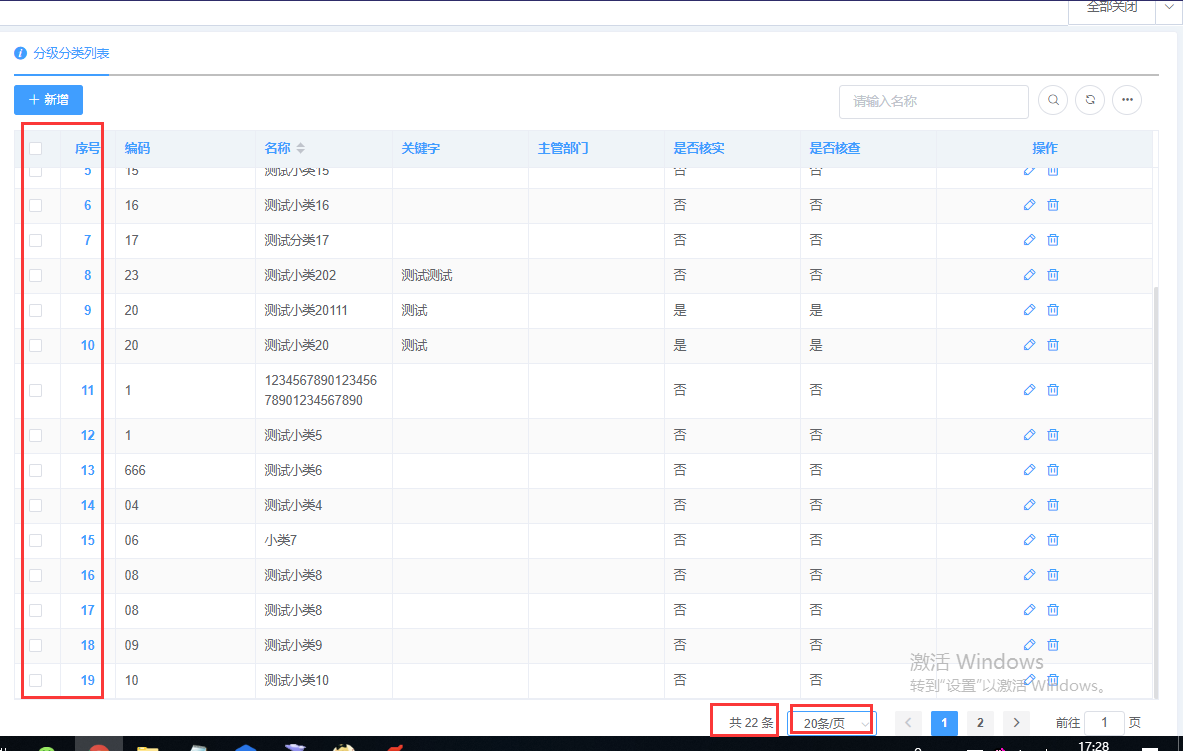 全部关闭
分级分类列表
+ 新增
请输入名称
序号 编码 名称 关键字 主管部门 是否核实 是否核查 操作
5 15 测试小类15 否 否
6 16 测试小类16 否 否
7 17 测试分类17 否 否
8 23 测试小类202 测试测试 否 否
9 20 测试小类20111 测试 是 是
10 20 测试小类20 测试 是 是
11 1 1234567890123456 否 否
78901234567890
12 1 测试小类5 否 否
13 666 测试小类6 否 否
14 04 测试小类4 否 否
15 06 小类7 否 否
16 08 测试小类8 否 否
17 08 测试小类8 否 否
18 09 测试小类9 否 否
激活 Windows
19 10 测试小类10 否 否
转到"设置"以激活 Windows。
共 22 条 20条/页 1 2 前往 1 页
17:28